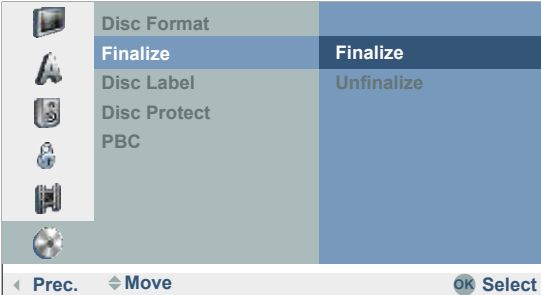 Disc Format
Finalize Finalize
Disc Label Unfinalize
Disc Protect
PBC
Prec. Move OK Select